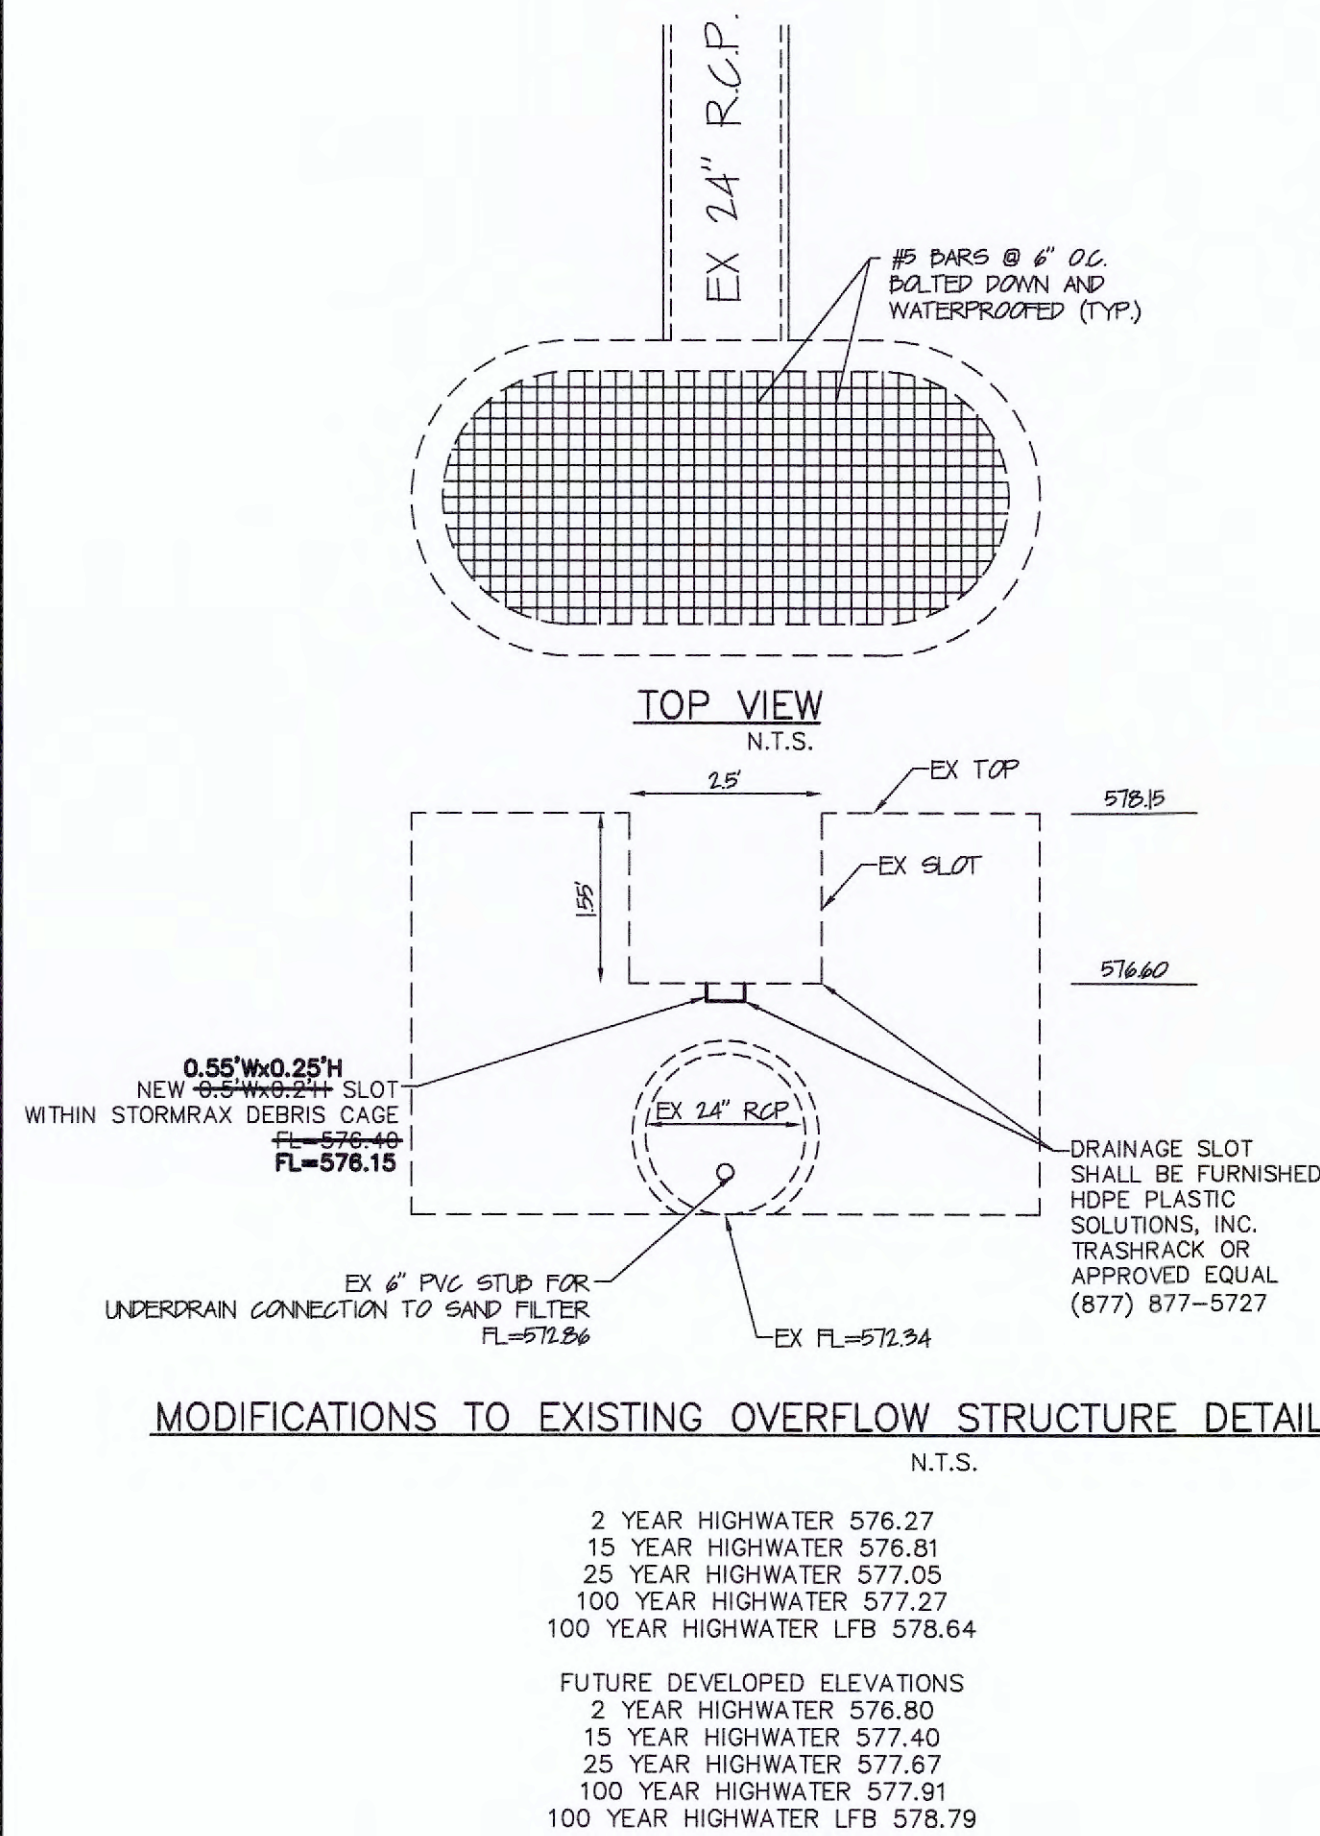 EX 24" R.C.P.
#5 BARS @ 6" O.C.
BOLTED DOWN AND
WATERPROOFED (TYP.)
TOP VIEW
N.T.S.
2.5'
EX TOP
578.15
EX SLOT
1.55'
576.60
0.55'Wx0.25'H
NEW 0.5'Wx0.2'H SLOT
WITHIN STORMRAX DEBRIS CAGE
FL=576.40
FL=576.15
EX 24" RCP
DRAINAGE SLOT
SHALL BE FURNISHED
HDPE PLASTIC
SOLUTIONS, INC.
TRASHRACK OR
APPROVED EQUAL
(877) 877-5727
EX 6" PVC STUB FOR
UNDERDRAIN CONNECTION TO SAND FILTER
FL=572.86
EX FL=572.34
MODIFICATIONS TO EXISTING OVERFLOW STRUCTURE DETAIL
N.T.S.
2 YEAR HIGHWATER 576.27
15 YEAR HIGHWATER 576.81
25 YEAR HIGHWATER 577.05
100 YEAR HIGHWATER 577.27
100 YEAR HIGHWATER LFB 578.64
FUTURE DEVELOPED ELEVATIONS
2 YEAR HIGHWATER 576.80
15 YEAR HIGHWATER 577.40
25 YEAR HIGHWATER 577.67
100 YEAR HIGHWATER 577.91
100 YEAR HIGHWATER LFB 578.79